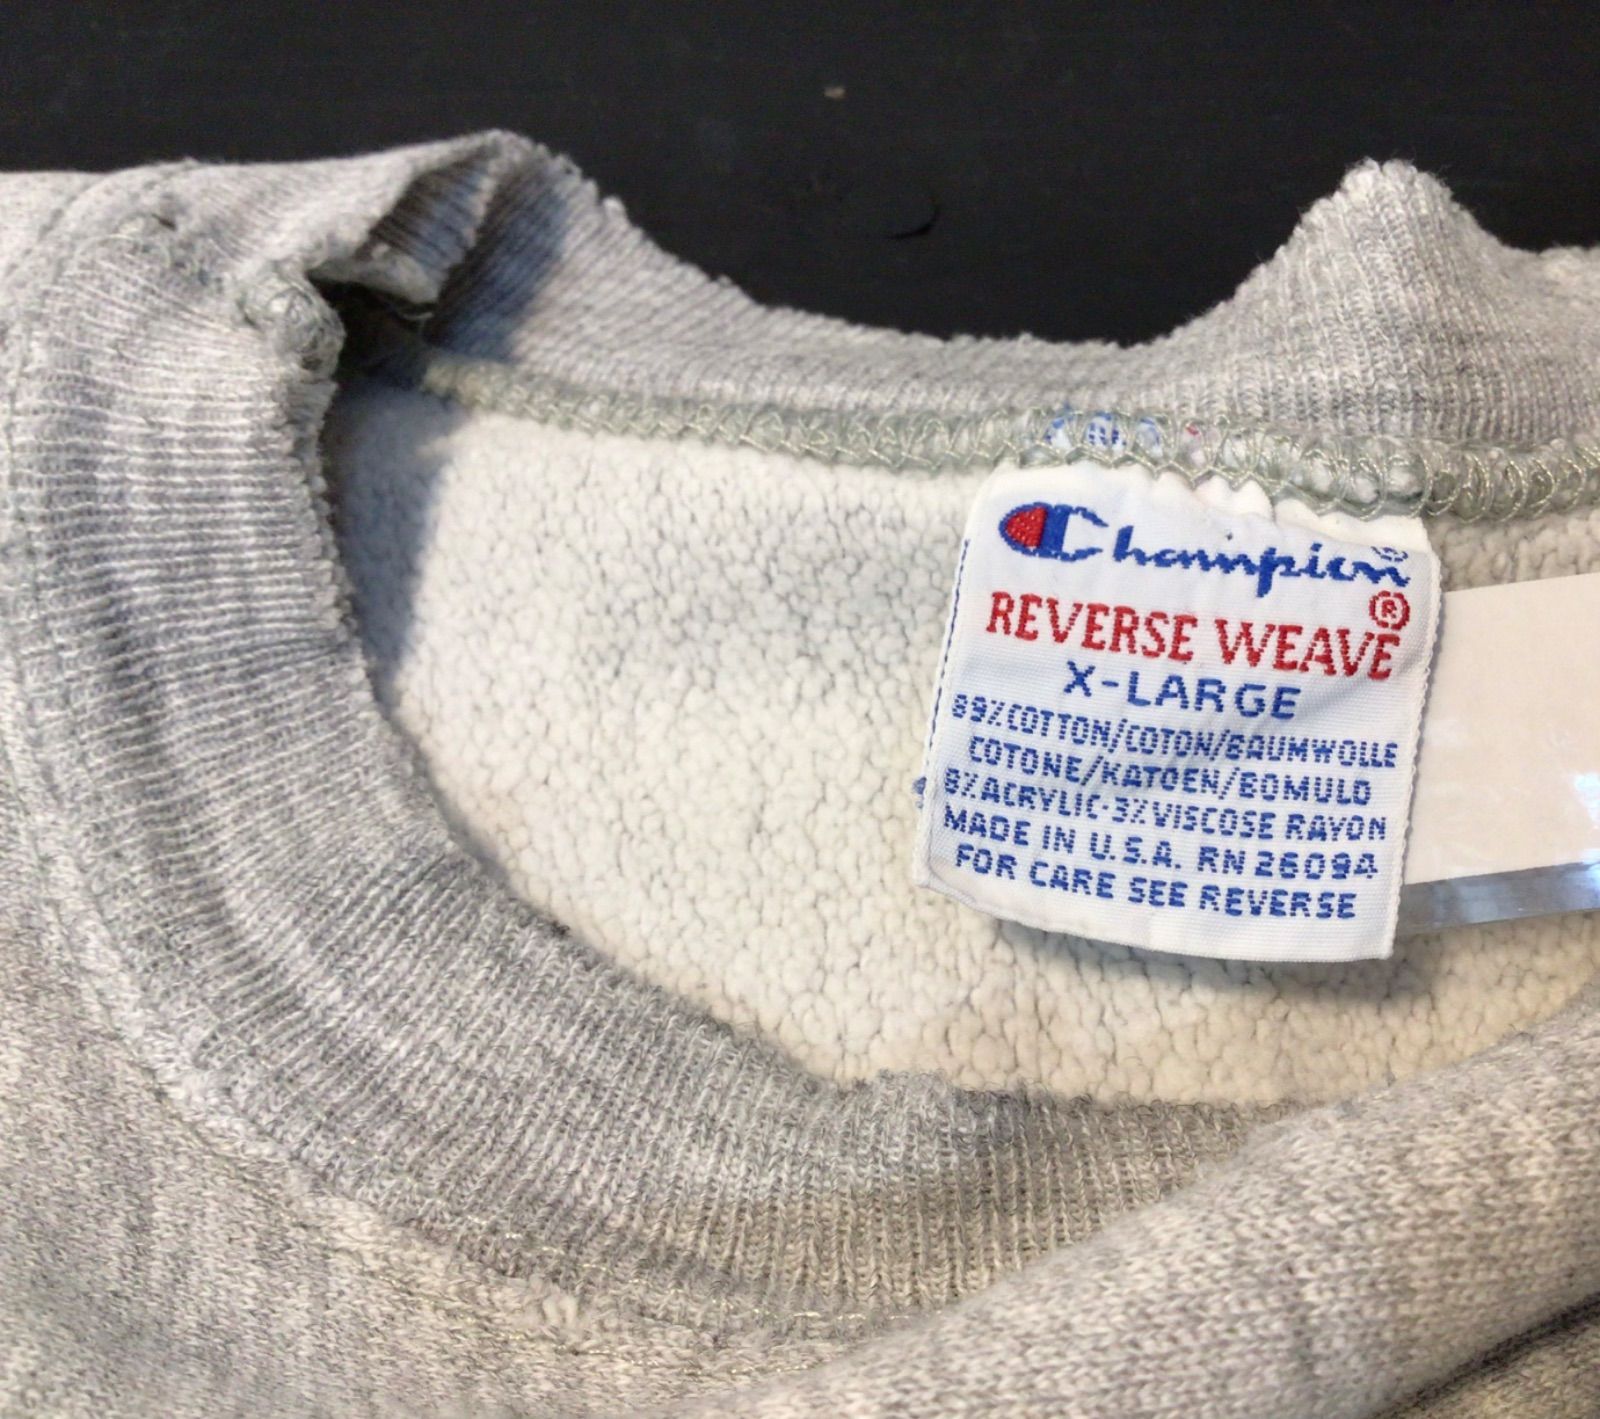 Champion®
REVERSE WEAVE®
X-LARGE
89%COTTON/COTON/BAUMWOLLE
COTONE/KATOEN/BOMULD
8%ACRYLIC·3%VISCOSE RAYON
MADE IN U.S.A. RN 26094
FOR CARE SEE REVERSE